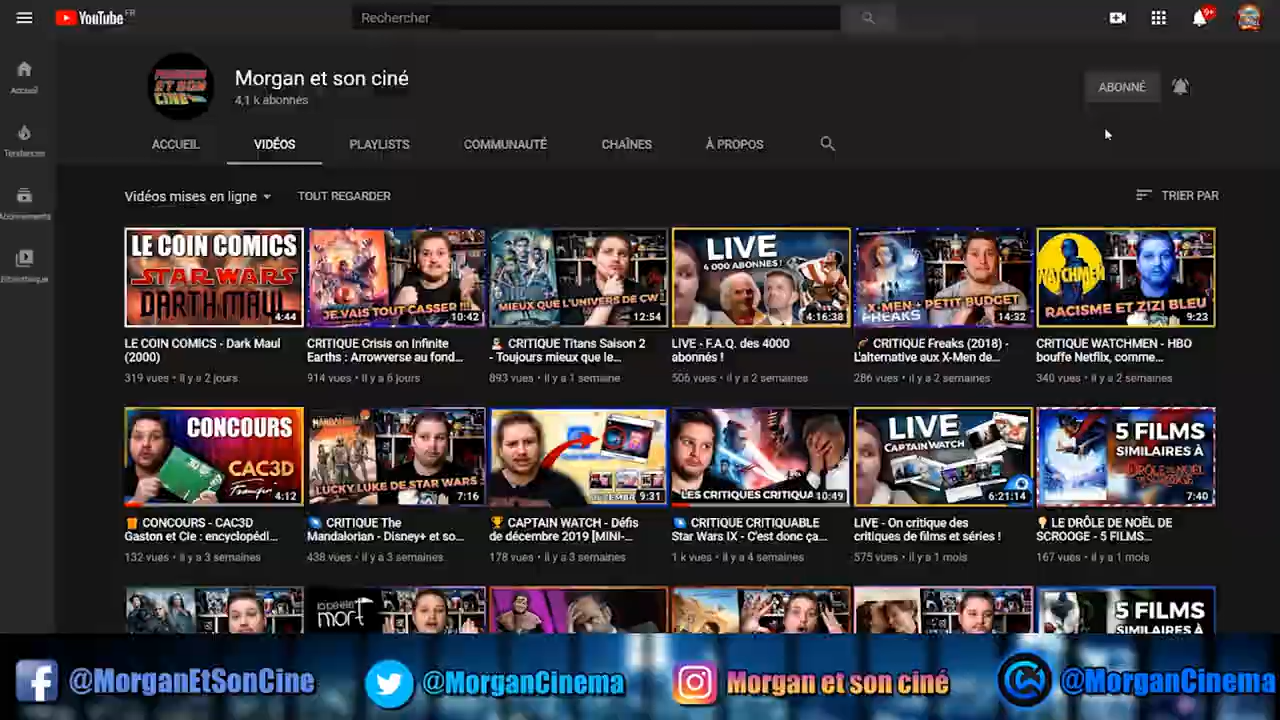 YouTube FR
Rechercher
9+
Morgan et son ciné
4,1 k abonnés
ABONNÉ
Accueil
Tendances
Abonnements
Bibliothèque
ACCUEIL
VIDÉOS
PLAYLISTS
COMMUNAUTÉ
CHAÎNES
À PROPOS
Vidéos mises en ligne
TOUT REGARDER
TRIER PAR
LE COIN COMICS
STAR WARS
DARTH MAUL
4:44
JE VAIS TOUT CASSER !!!
10:42
MIEUX QUE L'UNIVERS DE CW !
12:54
LIVE
4 000 ABONNÉS !
4:16:38
X-MEN + PETIT BUDGET
FREAKS
14:32
WATCHMEN
RACISME ET ZIZI BLEU
9:23
LE COIN COMICS - Dark Maul
(2000)
319 vues • il y a 2 jours
CRITIQUE Crisis on Infinite
Earths : Arrowverse au fond...
914 vues • il y a 6 jours
CRITIQUE Titans Saison 2
- Toujours mieux que le...
893 vues • il y a 1 semaine
LIVE - F.A.Q. des 4000
abonnés !
506 vues • il y a 2 semaines
CRITIQUE Freaks (2018) -
L'alternative aux X-Men de...
286 vues • il y a 2 semaines
CRITIQUE WATCHMEN - HBO
bouffe Netflix, comme...
340 vues • il y a 2 semaines
CONCOURS
CAC3D
4:12
MANDALORIAN
LUCKY LUKE DE STAR WARS
7:16
9:31
LES CRITIQUES CRITIQUA
10:49
LIVE
CAPTAIN WATCH
6:21:14
5 FILMS
SIMILAIRES À
DRÔLE DE NOËL
DE SCROOGE
7:40
CONCOURS - CAC3D
Gaston et Cie : encyclopédi...
132 vues • il y a 3 semaines
CRITIQUE The
Mandalorian - Disney+ et so...
438 vues • il y a 3 semaines
CAPTAIN WATCH - Défis
de décembre 2019 [MINI-...
178 vues • il y a 3 semaines
CRITIQUE CRITIQUABLE
Star Wars IX - C'est donc ça...
1 k vues • il y a 4 semaines
LIVE - On critique des
critiques de films et séries !
575 vues • il y a 1 mois
LE DRÔLE DE NOËL DE
SCROOGE - 5 FILMS...
167 vues • il y a 1 mois
mort
5 FILMS
SIMILAIRES À
@MorganEtSonCine
@MorganCinema
Morgan et son ciné
@MorganCinema